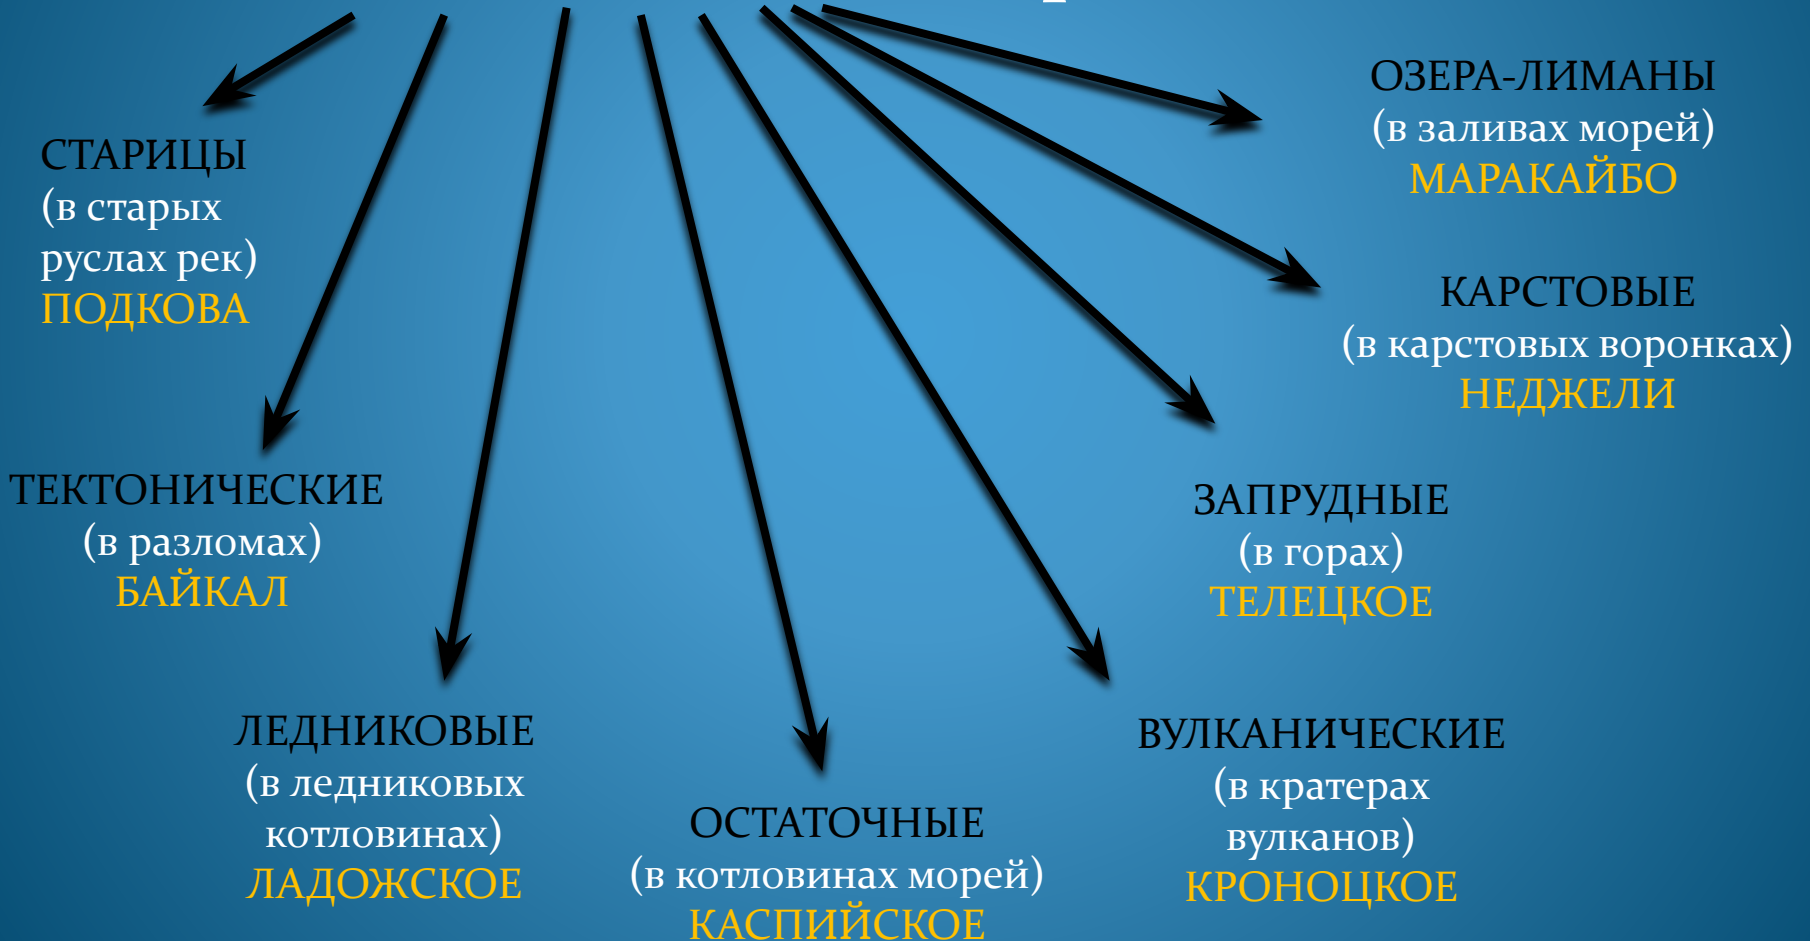 СТАРИЦЫ
(в старых
руслах рек)
ПОДКОВА
ТЕКТОНИЧЕСКИЕ
(в разломах)
БАЙКАЛ
ЛЕДНИКОВЫЕ
(в ледниковых
котловинах)
ЛАДОЖСКОЕ
ОСТАТОЧНЫЕ
(в котловинах морей)
КАСПИЙСКОЕ
ВУЛКАНИЧЕСКИЕ
(в кратерах
вулканов)
КРОНОЦКОЕ
ЗАПРУДНЫЕ
(в горах)
ТЕЛЕЦКОЕ
КАРСТОВЫЕ
(в карстовых воронках)
НЕДЖЕЛИ
ОЗЕРА-ЛИМАНЫ
(в заливах морей)
МАРАКАЙБО